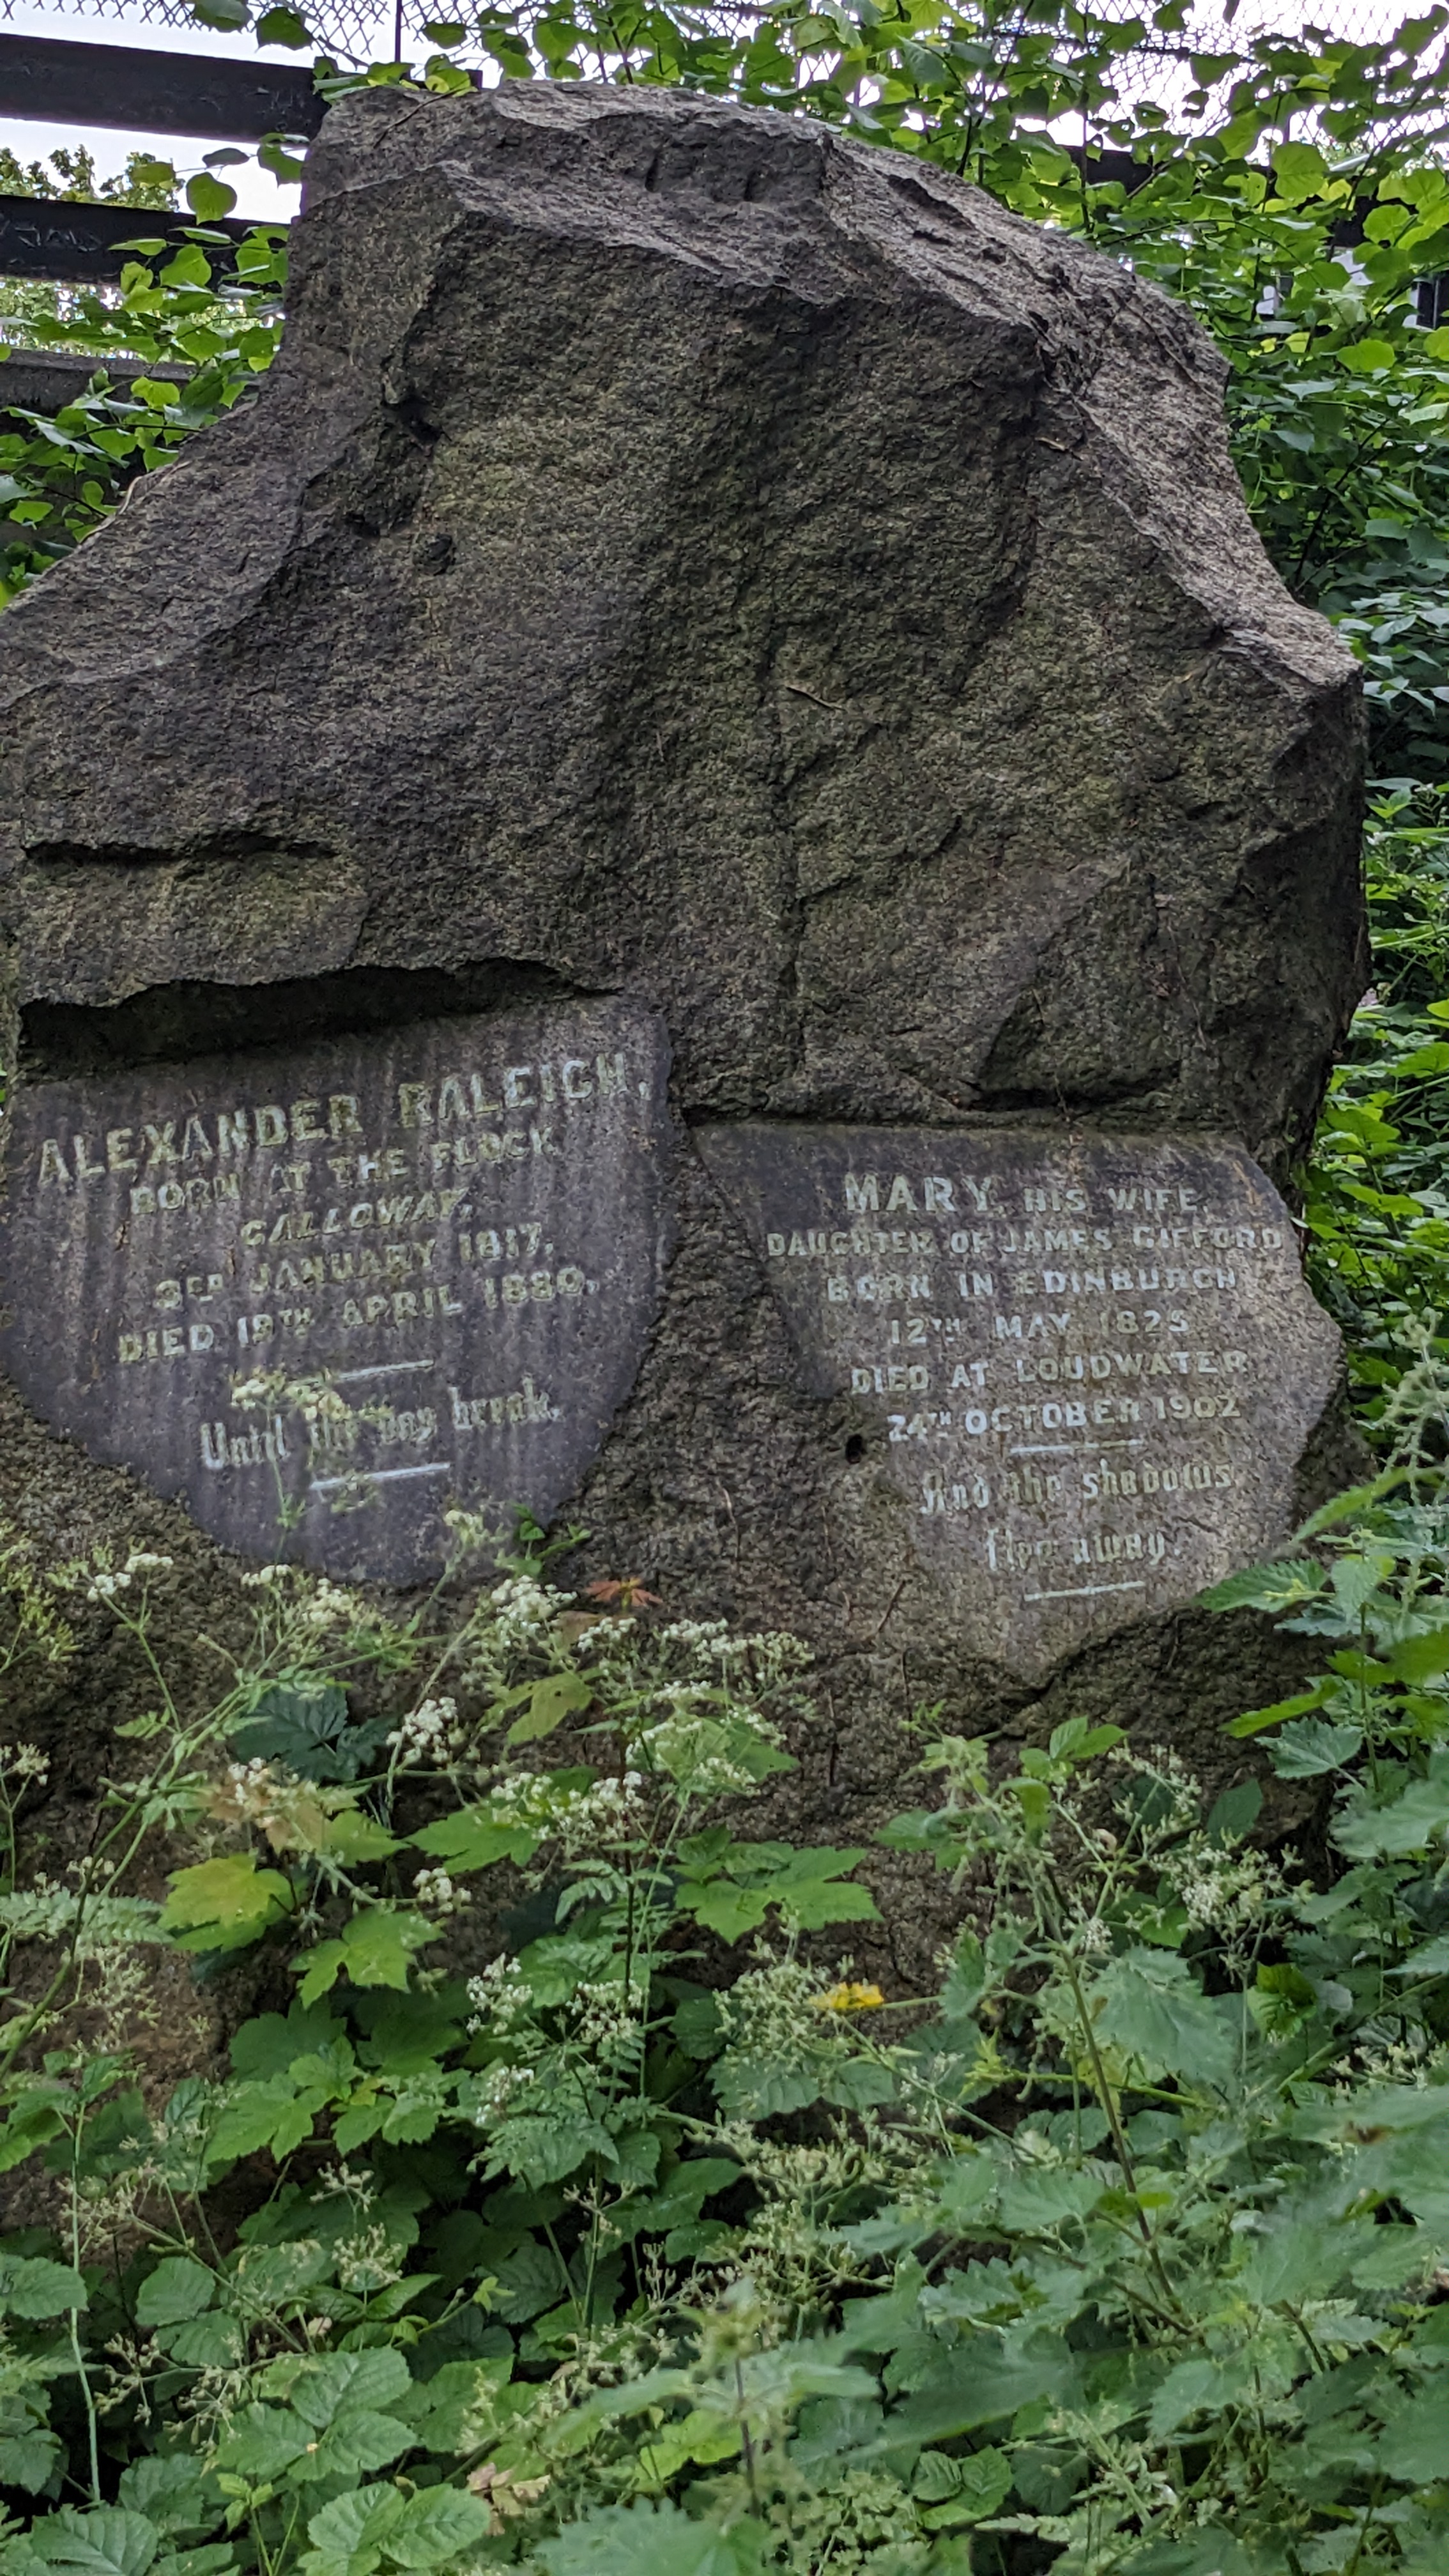 ALEXANDER RALEIGH,
BORN AT THE FLOCK
GALLOWAY,
3RD JANUARY 1817,
DIED 19TH APRIL 1880,
Until the day break,
MARY, HIS WIFE,
DAUGHTER OF JAMES GIFFORD
BORN IN EDINBURGH
12TH MAY 1825
DIED AT LOUDWATER
24TH OCTOBER 1902
And the shadows
flee away.